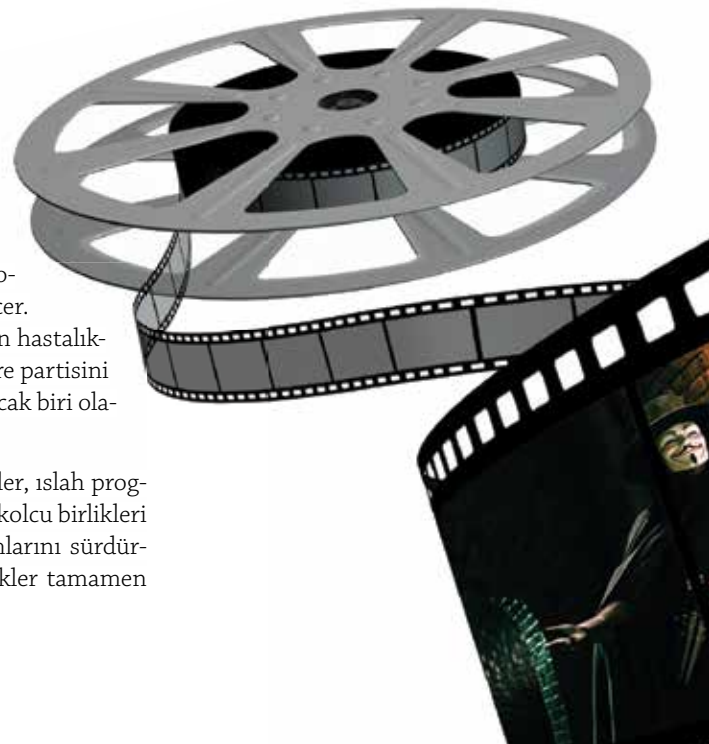 p-
ter.
n hastalık-
re partisini
cak biri ola-
ler, ıslah prog-
kolcu birlikleri
nlarını sürdür-
kler tamamen